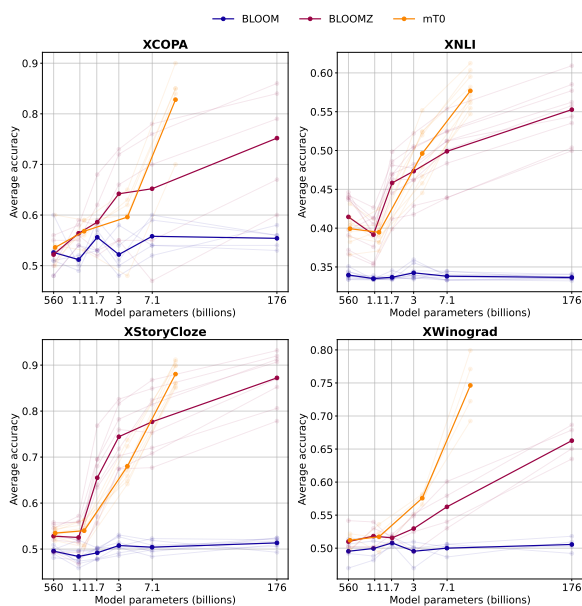 BLOOM BLOOMZ mT0
XCOPA
0.9
0.8
0.7
0.6
0.5
Average accuracy
560 1.1 1.7 3 7.1 176
Model parameters (billions)
XNLI
0.60
0.55
0.50
0.45
0.40
0.35
Average accuracy
560 1.1 1.7 3 7.1 176
Model parameters (billions)
XStoryCloze
0.9
0.8
0.7
0.6
0.5
Average accuracy
560 1.1 1.7 3 7.1 176
Model parameters (billions)
XWinograd
0.80
0.75
0.70
0.65
0.60
0.55
0.50
Average accuracy
560 1.1 1.7 3 7.1 176
Model parameters (billions)